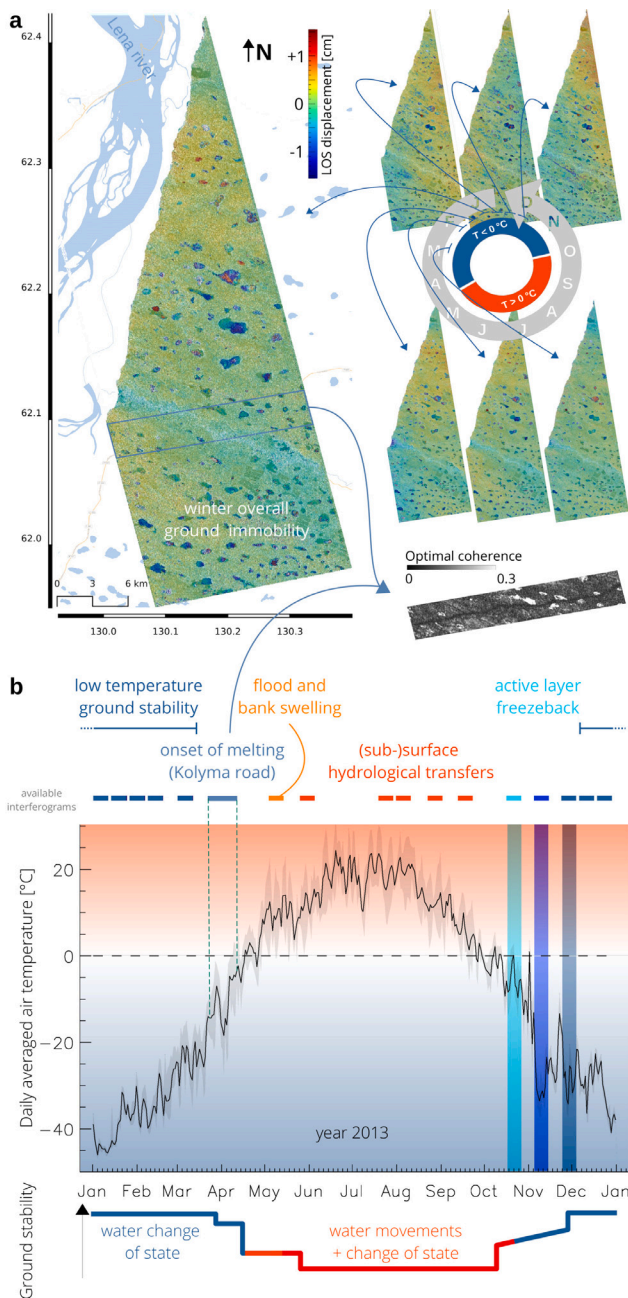 a
62.4
62.3
62.2
62.1
62.0
Lena river
N
+1
0
-1
LOS displacement [cm]
winter overall
ground immobility
0 3 6 km
130.0 130.1 130.2 130.3
D
N
O
S
A
J
J
M
A
M
T < 0 °C
T > 0 °C
Optimal coherence
0 0.3
b
low temperature
ground stability
flood and
bank swelling
active layer
freezeback
onset of melting
(Kolyma road)
(sub-)surface
hydrological transfers
available
interferograms
Daily averaged air temperature [°C]
20
0
−20
−40
year 2013
Jan Feb Mar Apr May Jun Jul Aug Sep Oct Nov Dec Jan
Ground stability
water change
of state
water movements
+ change of state